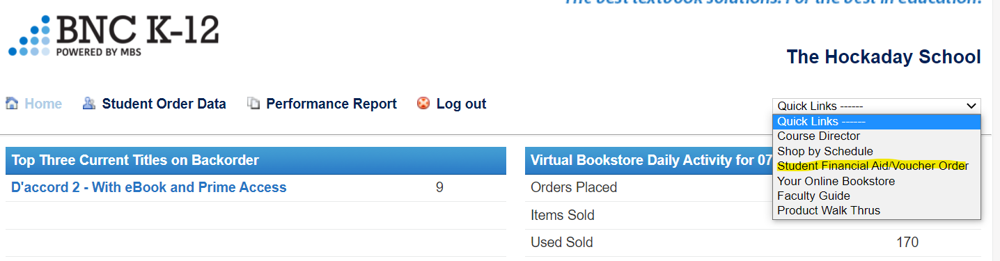 The best textbook solutions. For the best in education.
BNC K-12
POWERED BY MBS
The Hockaday School
Home Student Order Data Performance Report Log out
Quick Links ------
Quick Links ------
Course Director
Shop by Schedule
Student Financial Aid/Voucher Order
Your Online Bookstore
Faculty Guide
Product Walk Thrus
Top Three Current Titles on Backorder
D'accord 2 - With eBook and Prime Access 9
Virtual Bookstore Daily Activity for 07
Orders Placed
Items Sold
Used Sold 170